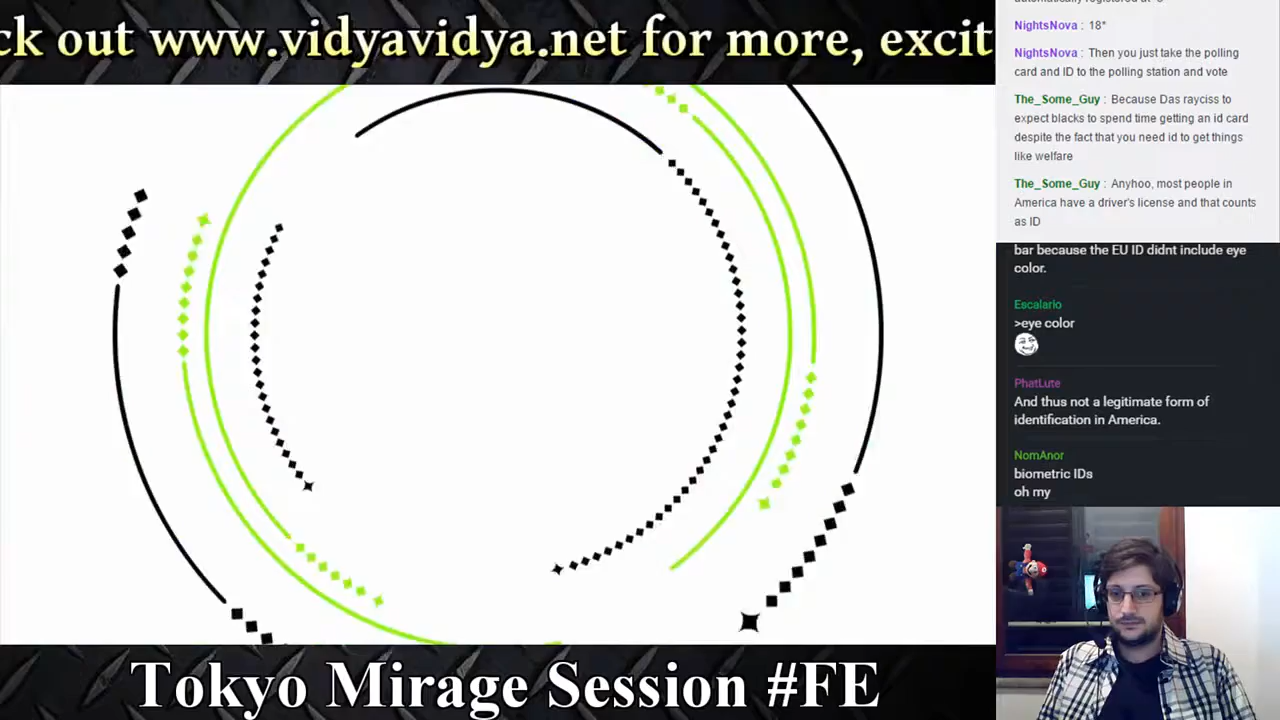 ck out www.vidyavidya.net for more, excit
NightsNova : 18*
NightsNova : Then you just take the polling
card and ID to the polling station and vote
The_Some_Guy : Because Das rayciss to
expect blacks to spend time getting an id card
despite the fact that you need id to get things
like welfare
The_Some_Guy : Anyhoo, most people in
America have a driver's license and that counts
as ID
bar because the EU ID didnt include eye
color.
Escalario
>eye color
PhatLute
And thus not a legitimate form of
identification in America.
NomAnor
biometric IDs
oh my
Tokyo Mirage Session #FE